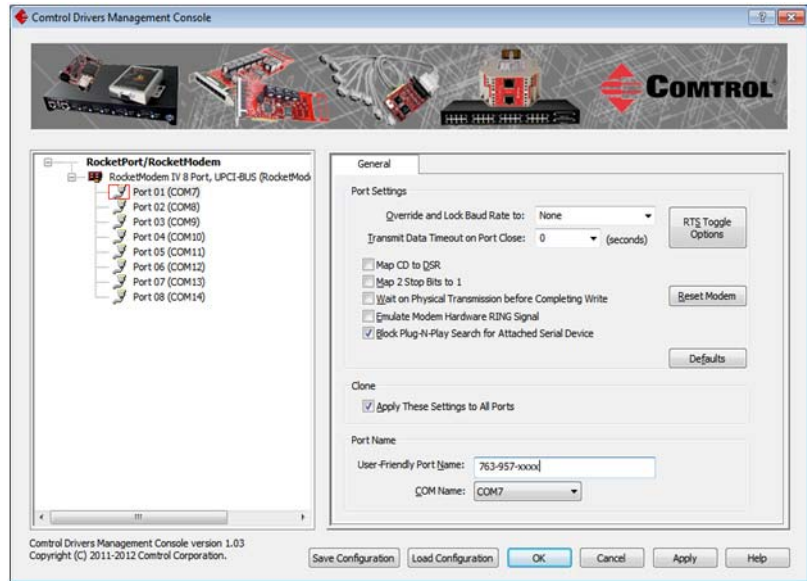 Comtrol Drivers Management Console
COMTROL
RocketPort/RocketModem
RocketModem IV 8 Port, UPCI-BUS (RocketMod
Port 01 (COM7)
Port 02 (COM8)
Port 03 (COM9)
Port 04 (COM10)
Port 05 (COM11)
Port 06 (COM12)
Port 07 (COM13)
Port 08 (COM14)
General
Port Settings
Override and Lock Baud Rate to: None
Transmit Data Timeout on Port Close: 0 (seconds)
RTS Toggle
Options
Map CD to DSR
Map 2 Stop Bits to 1
Wait on Physical Transmission before Completing Write
Emulate Modem Hardware RING Signal
Block Plug-N-Play Search for Attached Serial Device
Reset Modem
Defaults
Clone
Apply These Settings to All Ports
Port Name
User-Friendly Port Name: 763-957-xxxx
COM Name: COM7
Comtrol Drivers Management Console version 1.03
Copyright (C) 2011-2012 Comtrol Corporation.
Save Configuration Load Configuration OK Cancel Apply Help